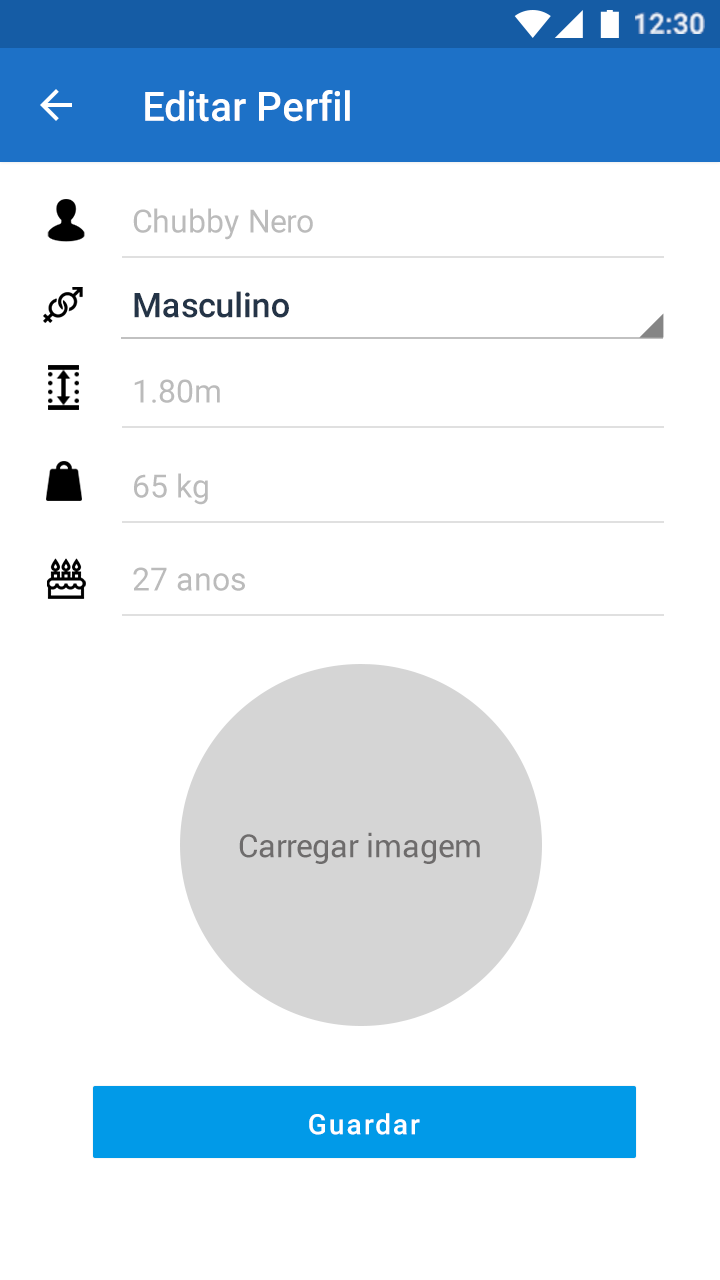 12:30
Editar Perfil
Chubby Nero
Masculino
1.80m
65 kg
27 anos
Carregar imagem
Guardar